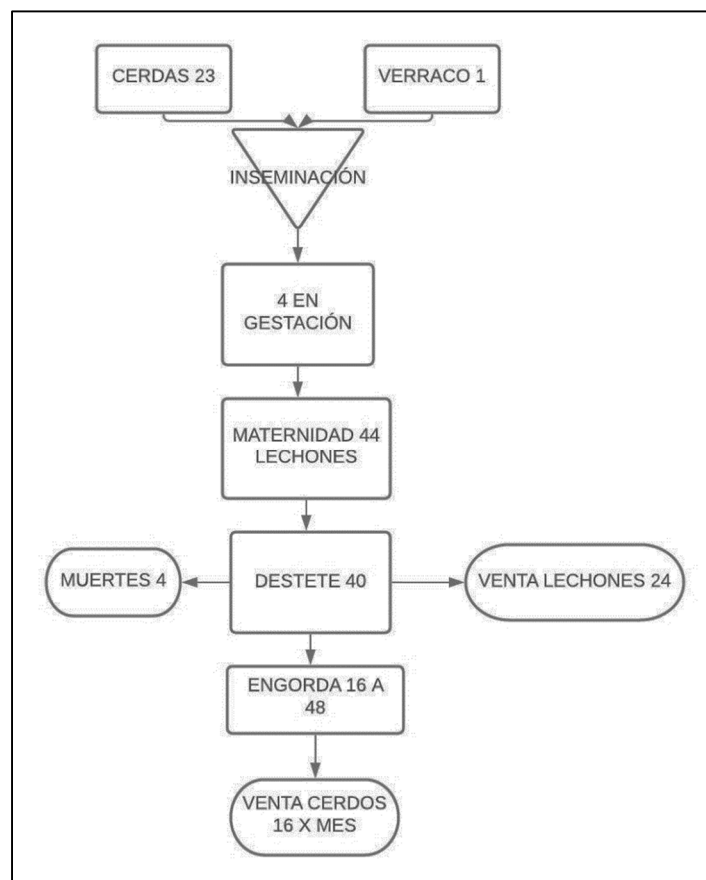 CERDAS 23
VERRACO 1
INSEMINACIÓN
4 EN
GESTACIÓN
MATERNIDAD 44
LECHONES
MUERTES 4
DESTETE 40
VENTA LECHONES 24
ENGORDA 16 A
48
VENTA CERDOS
16 X MES